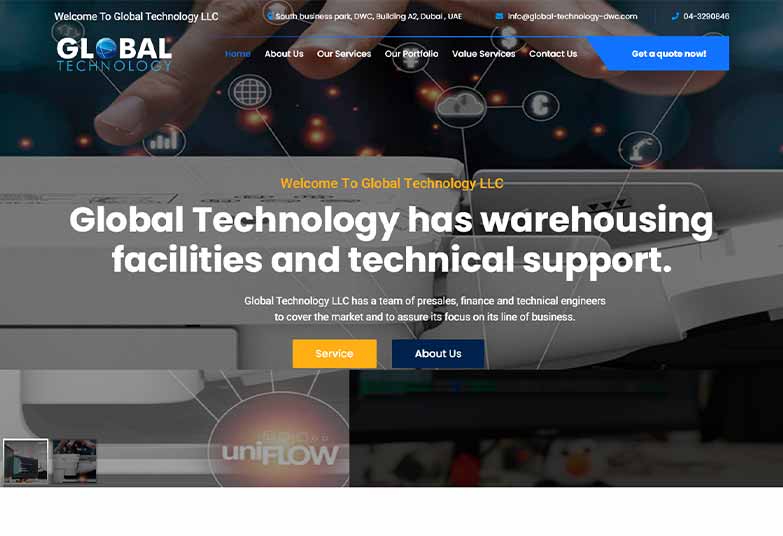 Welcome To Global Technology LLC
South business park, DWC, Building A2, Dubai , UAE
info@global-technology-dwc.com
04-3290846
GLOBAL
TECHNOLOGY
Home
About Us
Our Services
Our Portfolio
Value Services
Contact Us
Get a quote now!
Welcome To Global Technology LLC
Global Technology has warehousing
facilities and technical support.
Global Technology LLC has a team of presales, finance and technical engineers
to cover the market and to assure its focus on its line of business.
Service
About Us
uniFLOW